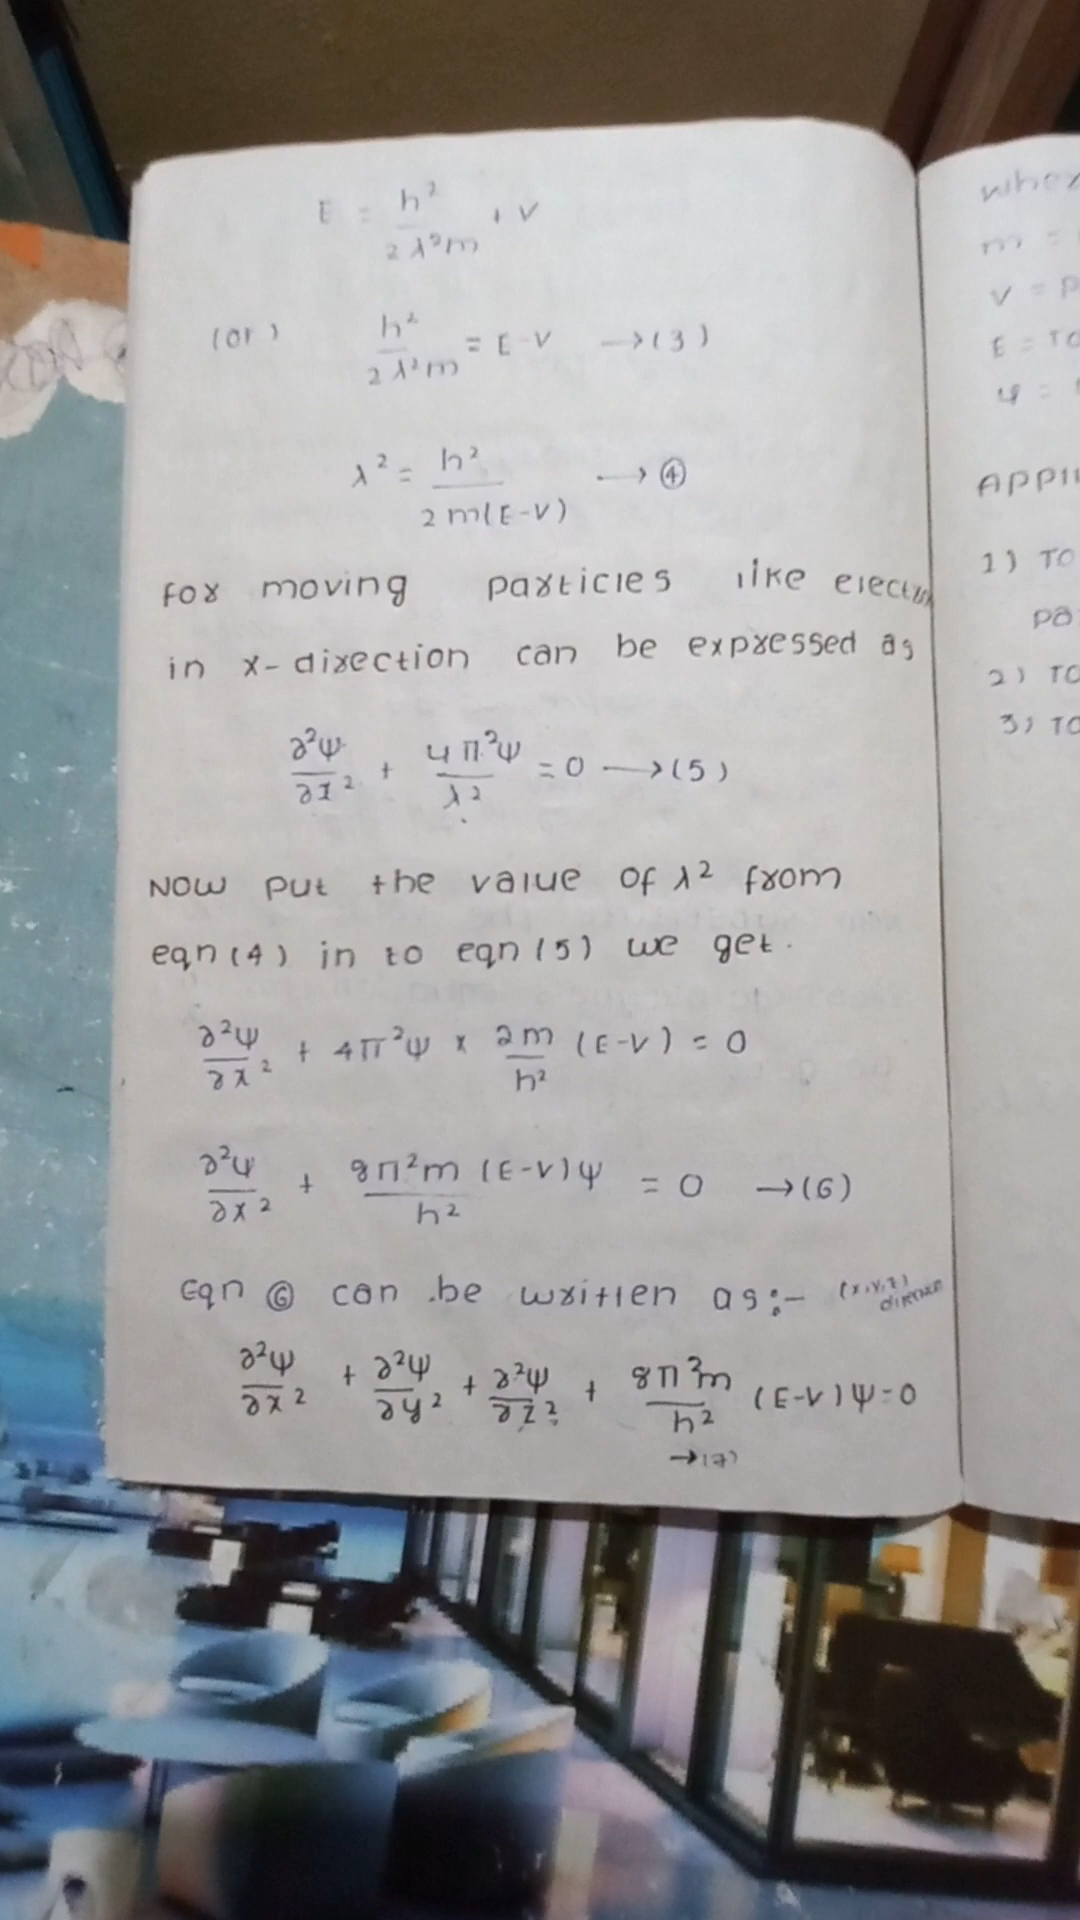 E = h² / 2λ²m + V
(or) h² / 2λ²m = E-V →(3)
λ² = h² / 2m(E-V) →④
For moving particles like
in x-direction can be expressed as
∂²ψ/∂x² + 4π²ψ/λ² = 0 →(5)
NOW put the value of λ² from
eqn (4) in to eqn (5) we get.
∂²ψ/∂x² + 4π²ψ x 2m/h² (E-V) = 0
∂²ψ/∂x² + 8π²m (E-V)ψ / h² = 0 →(6)
Eqn ⑥ can be written as:- (x,y,z)
∂²ψ/∂x² + ∂²ψ/∂y² + ∂²ψ/∂z² + 8π²m/h² (E-V)ψ=0
→(7)
m =
V = P
E = TO
ψ =
1) TO
2) TO
3) TO